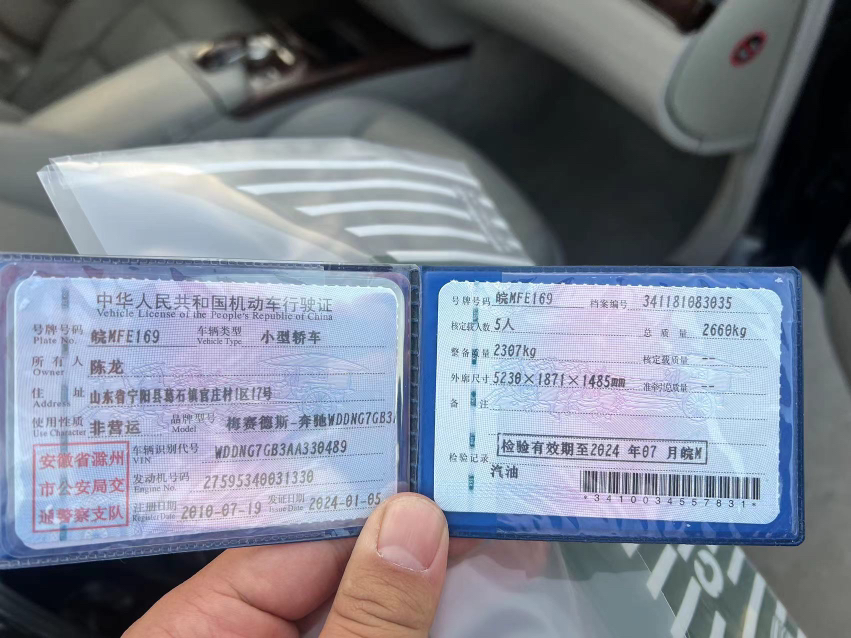 中华人民共和国机动车行驶证
Vehicle License of the People's Republic of China
号牌号码 皖MFE169 车辆类型 小型轿车
Plate No. Vehicle Type
所有人 陈龙
Owner
住址 山东省宁阳县葛石镇官庄村1区17号
Address
使用性质 非营运 品牌型号 梅赛德斯-奔驰WDDNG7GB3
Use Character Model
安徽省滁州
市公安局交
通警察支队
车辆识别代号 WDDNG7GB3AA330489
VIN
发动机号码 27595340031330
Engine No.
注册日期 2010-07-19 发证日期 2024-01-05
Register Date Issue Date
号牌号码 皖MFE169 档案编号 341181083035
核定载人数 5人 总质量 2660kg
整备质量 2307kg 核定载质量 --
外廓尺寸 5230×1871×1485mm 准牵引总质量 --
备注
检验记录 检验有效期至2024年07月皖M
汽油
*3410034557831*